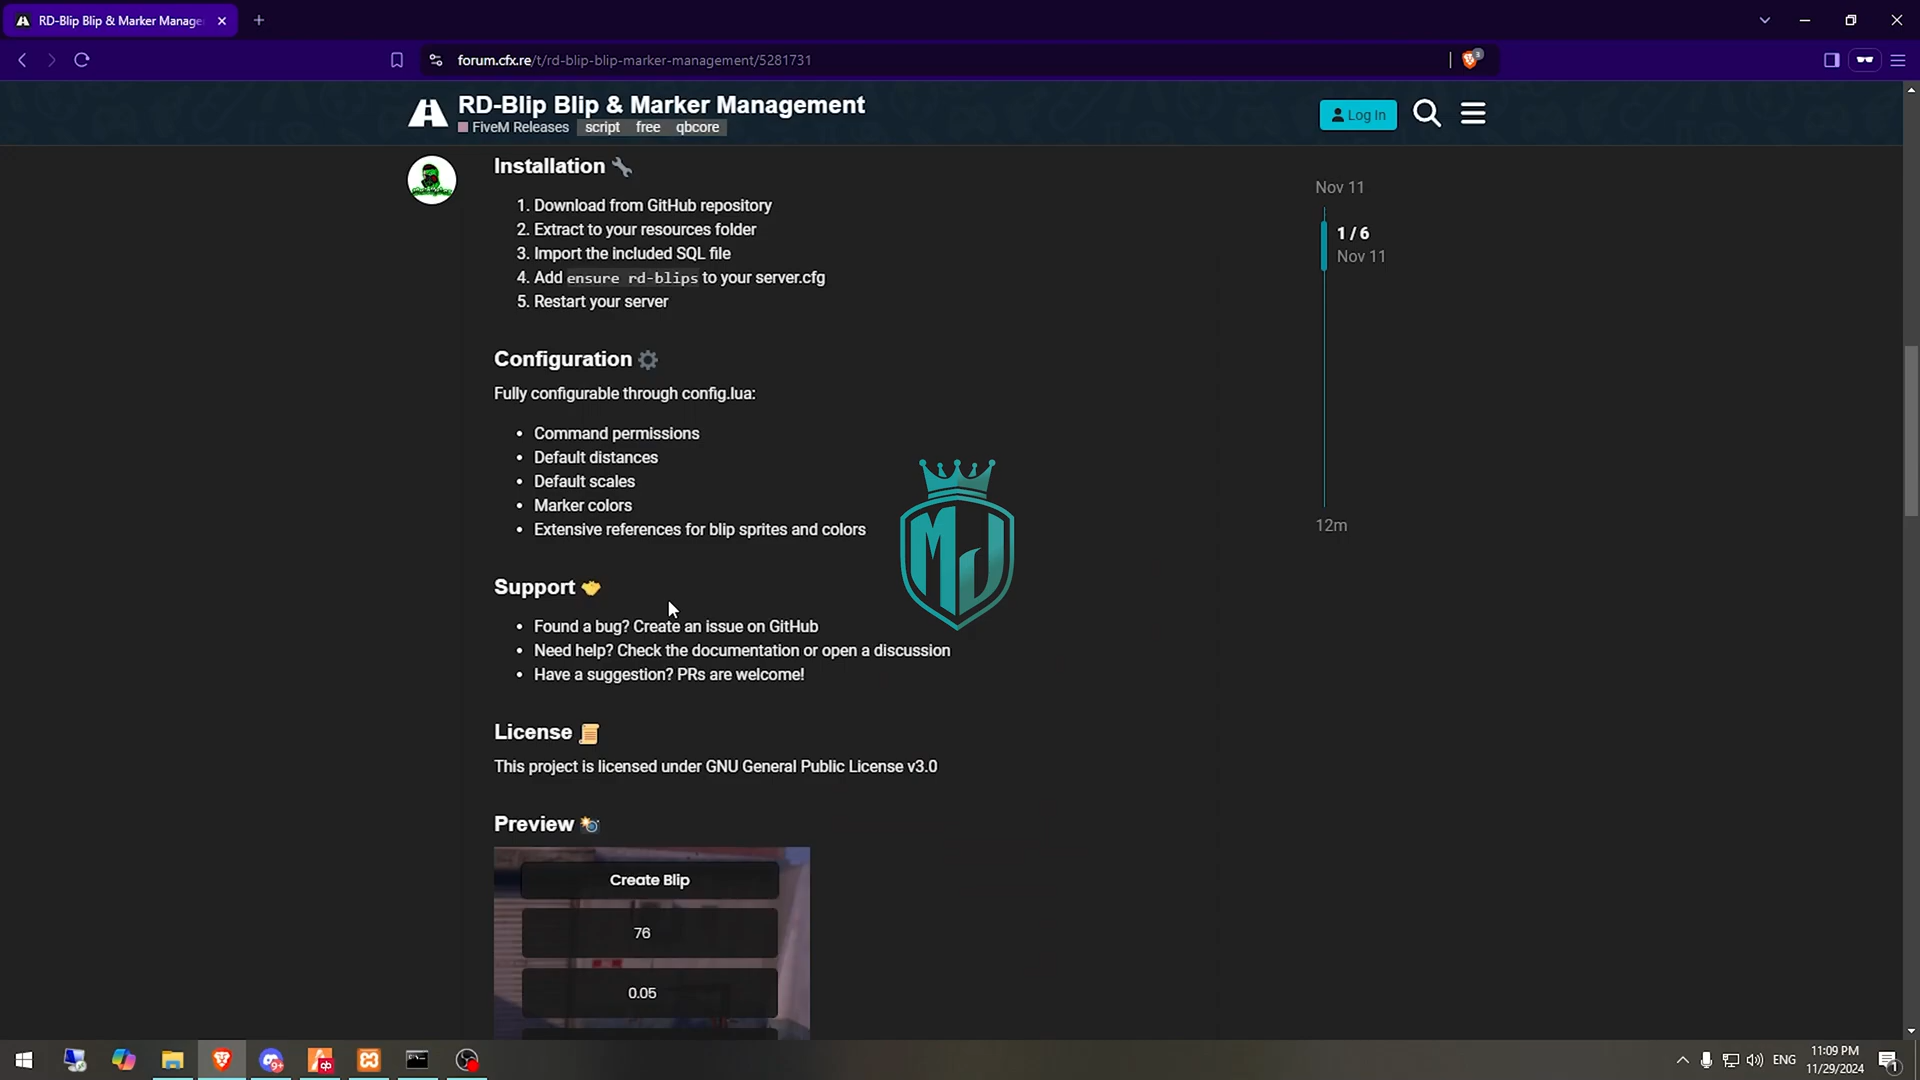 RD-Blip Blip & Marker Manage
forum.cfx.re/t/rd-blip-blip-marker-management/5281731
3
RD-Blip Blip & Marker Management
FiveM Releases script free qbcore
Log In
Installation
1. Download from GitHub repository
2. Extract to your resources folder
3. Import the included SQL file
4. Add ensure rd-blips to your server.cfg
5. Restart your server
Nov 11
1 / 6
Nov 11
12m
Configuration
Fully configurable through config.lua:
• Command permissions
• Default distances
• Default scales
• Marker colors
• Extensive references for blip sprites and colors
MJ
Support
• Found a bug? Create an issue on GitHub
• Need help? Check the documentation or open a discussion
• Have a suggestion? PRs are welcome!
License
This project is licensed under GNU General Public License v3.0
Preview
Create Blip
76
0.05
9+
qb
ENG
11:09 PM
11/29/2024
1